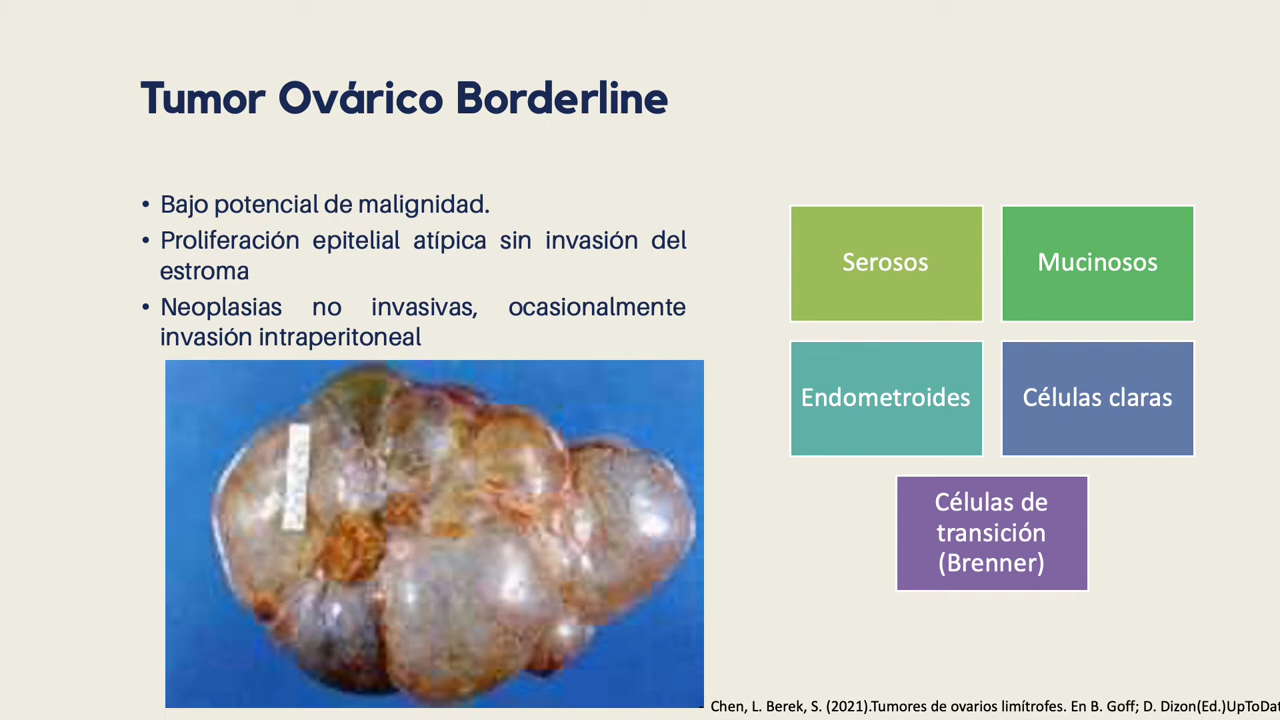 Tumor Ovárico Borderline
• Bajo potencial de malignidad.
• Proliferación epitelial atípica sin invasión del
estroma
• Neoplasias no invasivas, ocasionalmente
invasión intraperitoneal
Serosos
Mucinosos
Endometroides
Células claras
Células de
transición
(Brenner)
Chen, L. Berek, S. (2021).Tumores de ovarios limítrofes. En B. Goff; D. Dizon(Ed.)UpToDat